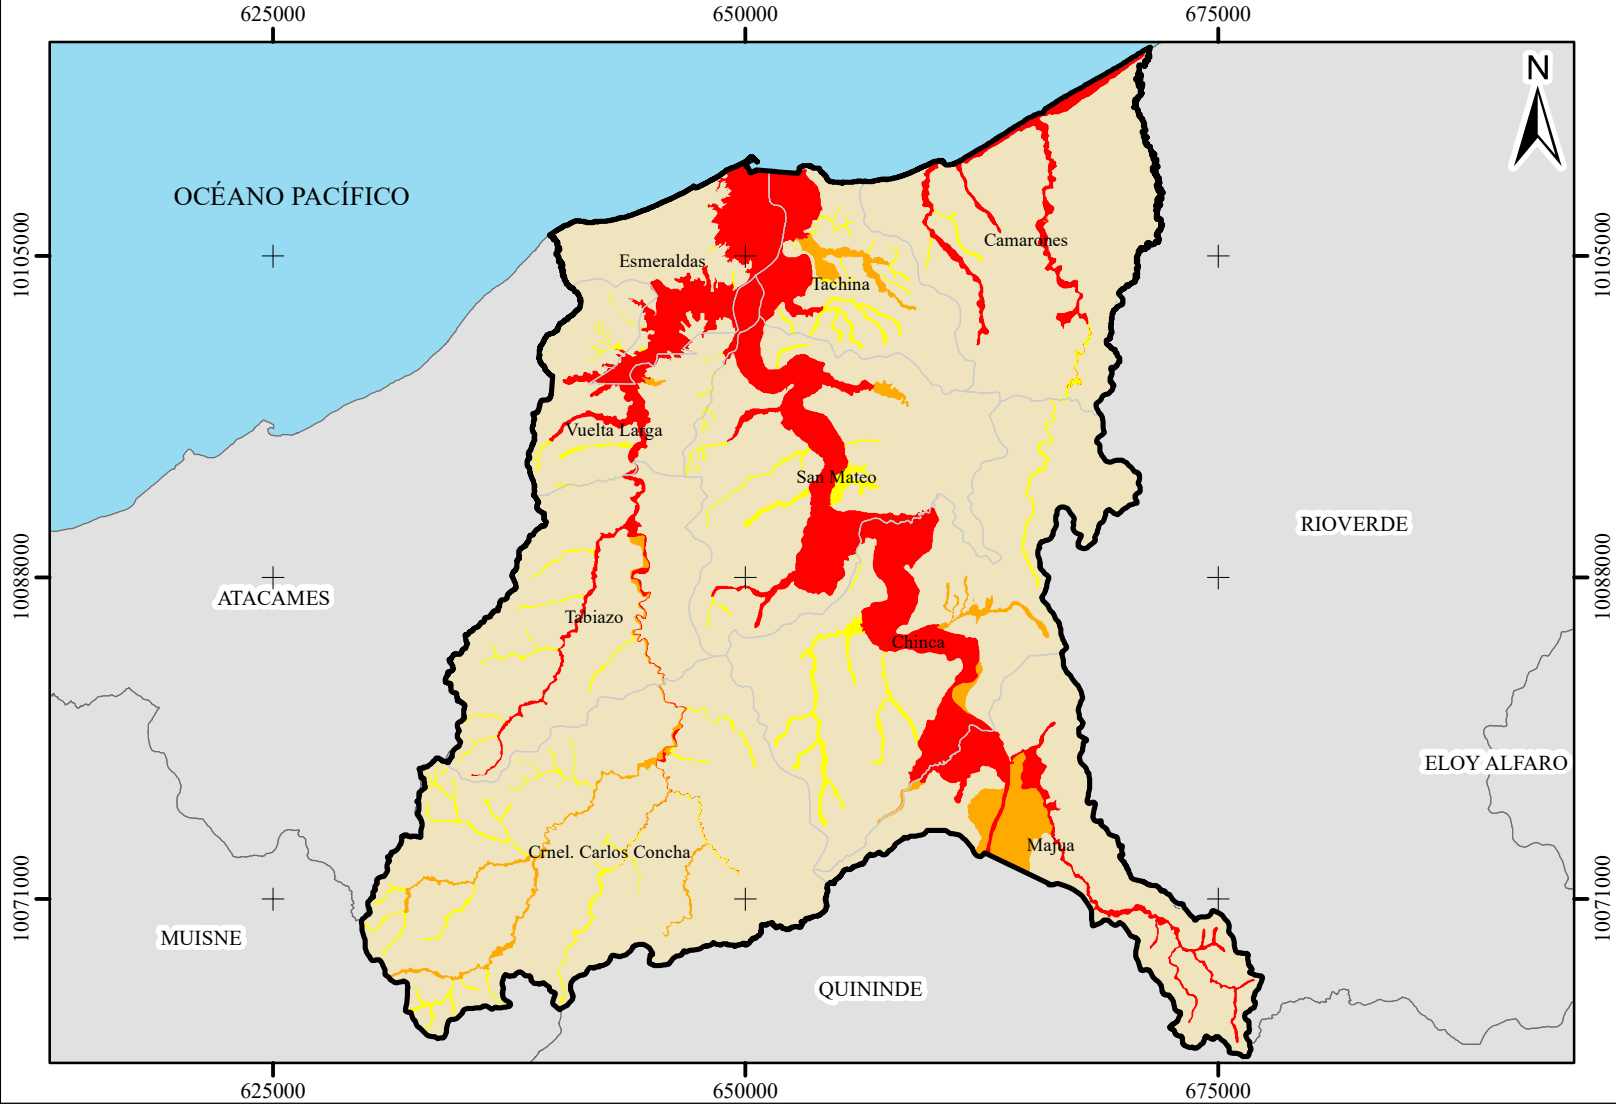 625000
650000
675000
N
OCÉANO PACÍFICO
10105000
10105000
Camarones
Esmeraldas
Tachina
Vuelta Larga
San Mateo
RIOVERDE
10088000
10088000
ATACAMES
Tabiazo
Chinca
ELOY ALFARO
Majua
Crnel. Carlos Concha
10071000
10071000
MUISNE
QUININDE
625000
650000
675000